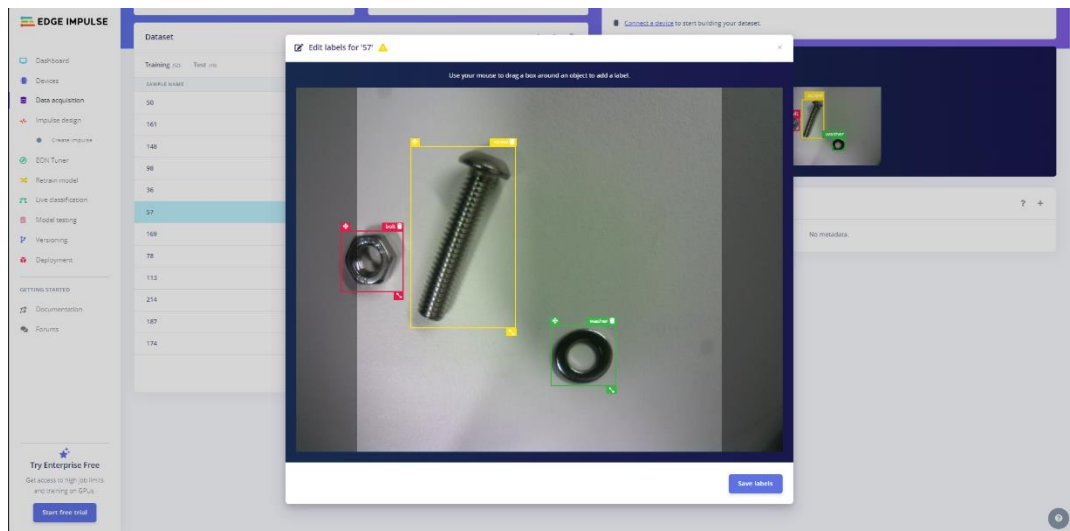 EDGE IMPULSE
Dashboard
Devices
Data acquisition
Impulse design
Create impulse
EON Tuner
Retrain model
Live classification
Model testing
Versioning
Deployment
GETTING STARTED
Documentation
Forums
Try Enterprise Free
Get access to high job limits
and training on GPUs.
Start free trial
Dataset
Training
Test
SAMPLE NAME
50
161
148
98
36
57
169
78
113
214
187
174
Edit labels for '57'
×
Use your mouse to drag a box around an object to add a label.
bolt
washer
Save labels
Connect a device to start building your dataset.
washer
?
+
No metadata.
?